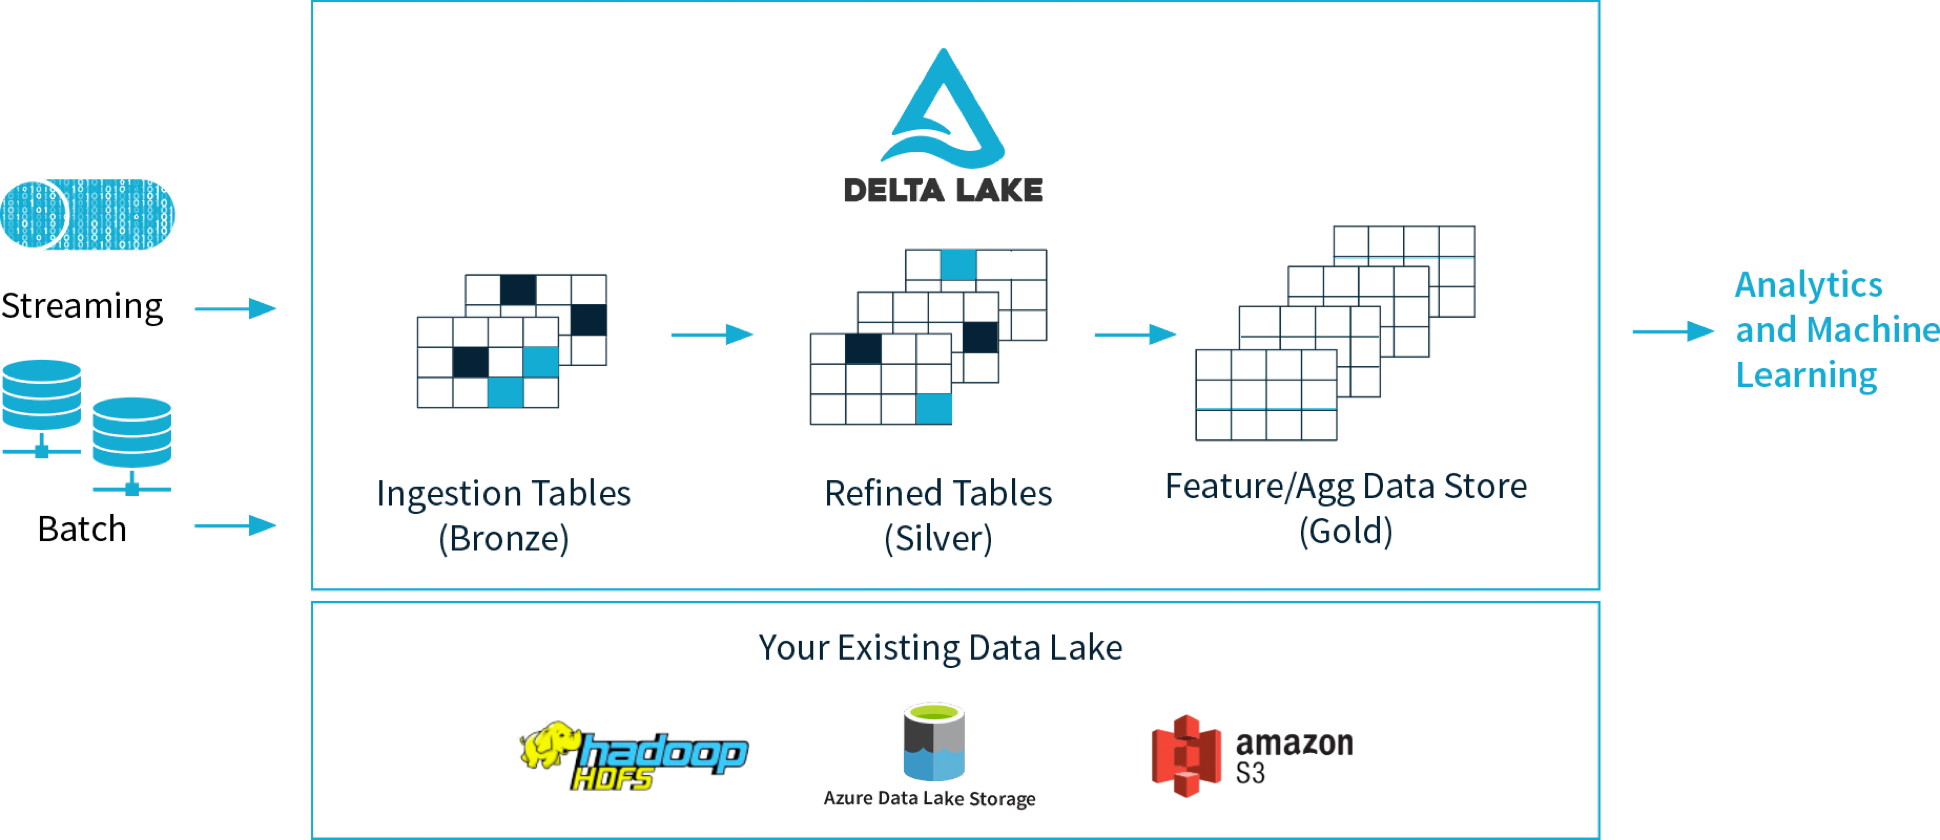 DELTA LAKE
Streaming
Batch
Ingestion Tables
(Bronze)
Refined Tables
(Silver)
Feature/Agg Data Store
(Gold)
Analytics
and Machine
Learning
Your Existing Data Lake
hadoop
HDFS
Azure Data Lake Storage
amazon
S3